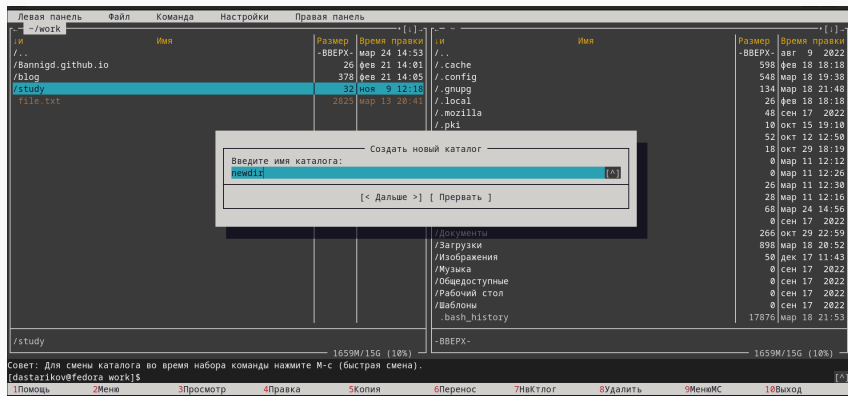 Левая панель Файл Команда Настройки Правая панель
~/work [↓] ~ [↓]
↓и Имя Размер Время правки ↓и Имя Размер Время правки
/.. -ВВЕРХ- мар 24 14:53 /.. -ВВЕРХ- авг 9 2022
/Bannigd.github.io 26 фев 21 14:01 /.cache 598 фев 18 18:18
/blog 378 фев 21 14:05 /.config 548 мар 18 19:38
/study 32 ноя 9 12:18 /.gnupg 134 мар 18 21:48
file.txt 2825 мар 13 20:41 /.local 26 фев 18 18:18
/.mozilla 48 сен 17 2022
/.pki 10 окт 15 19:10
52 окт 12 12:50
Создать новый каталог 18 окт 29 18:19
Введите имя каталога: 0 мар 11 12:12
newdir [^] 0 мар 11 12:26
26 мар 11 12:30
[< Дальше >] [ Прервать ] 28 мар 11 12:16
68 мар 24 14:56
0 сен 17 2022
/Документы 266 окт 29 22:59
/Загрузки 898 мар 18 20:52
/Изображения 50 дек 17 11:43
/Музыка 0 сен 17 2022
/Общедоступные 0 сен 17 2022
/Рабочий стол 0 сен 17 2022
/Шаблоны 0 сен 17 2022
.bash_history 17876 мар 18 21:53
/study -ВВЕРХ-
1659M/15G (10%) 1659M/15G (10%)
Совет: Для смены каталога во время набора команды нажмите M-c (быстрая смена).
[dastarikov@fedora work]$ [^]
1Помощь 2Меню 3Просмотр 4Правка 5Копия 6Перенос 7НвКтлог 8Удалить 9МенюMC 10Выход